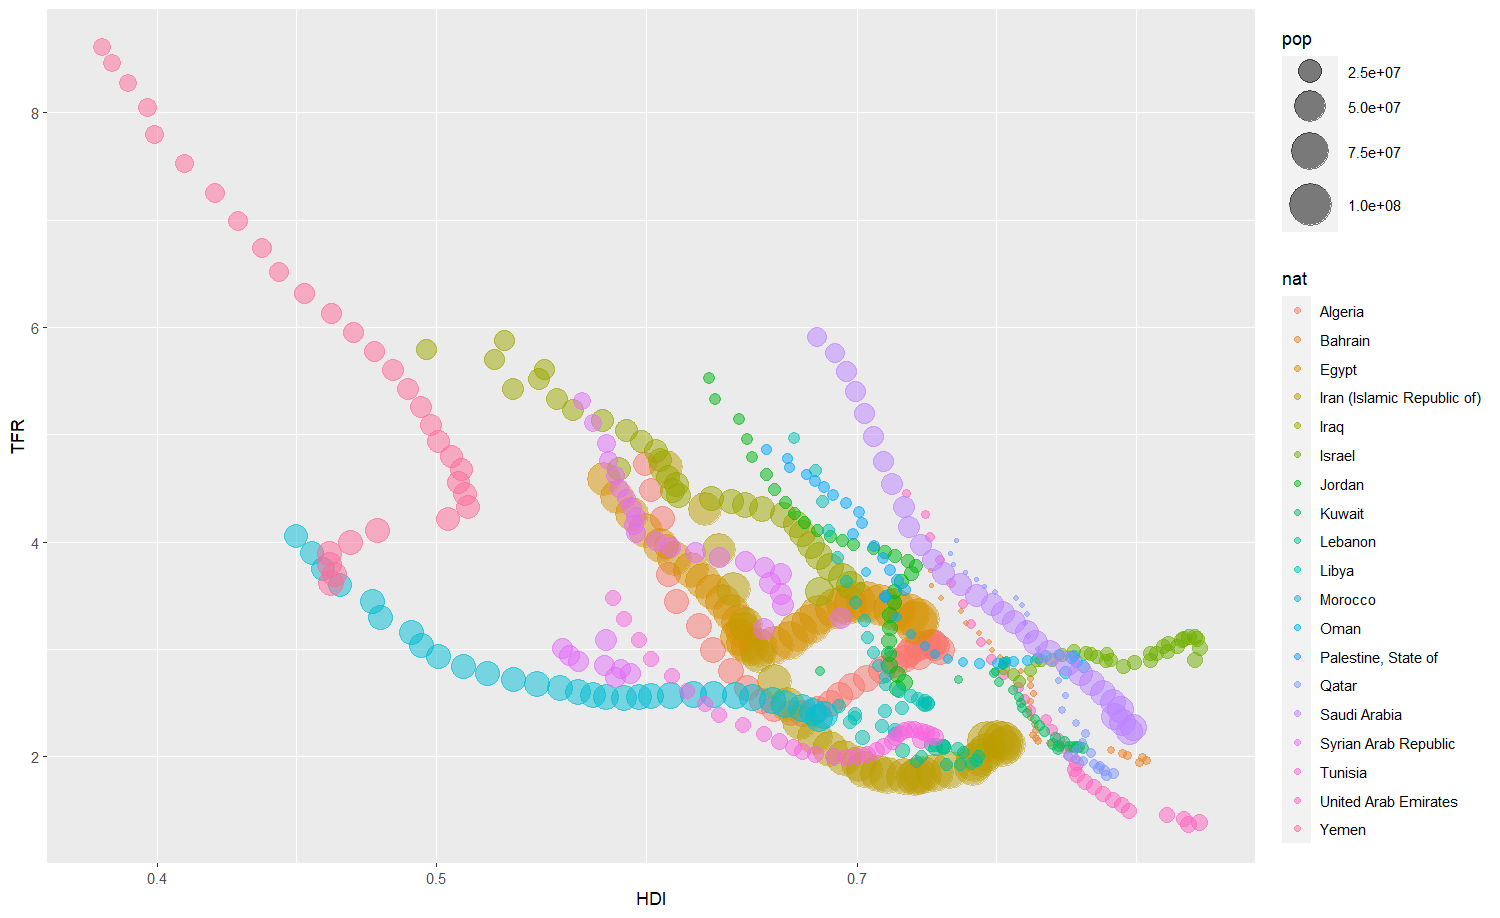 8
6
4
2
TFR
0.4
0.5
0.7
HDI
pop
2.5e+07
5.0e+07
7.5e+07
1.0e+08
nat
Algeria
Bahrain
Egypt
Iran (Islamic Republic of)
Iraq
Israel
Jordan
Kuwait
Lebanon
Libya
Morocco
Oman
Palestine, State of
Qatar
Saudi Arabia
Syrian Arab Republic
Tunisia
United Arab Emirates
Yemen